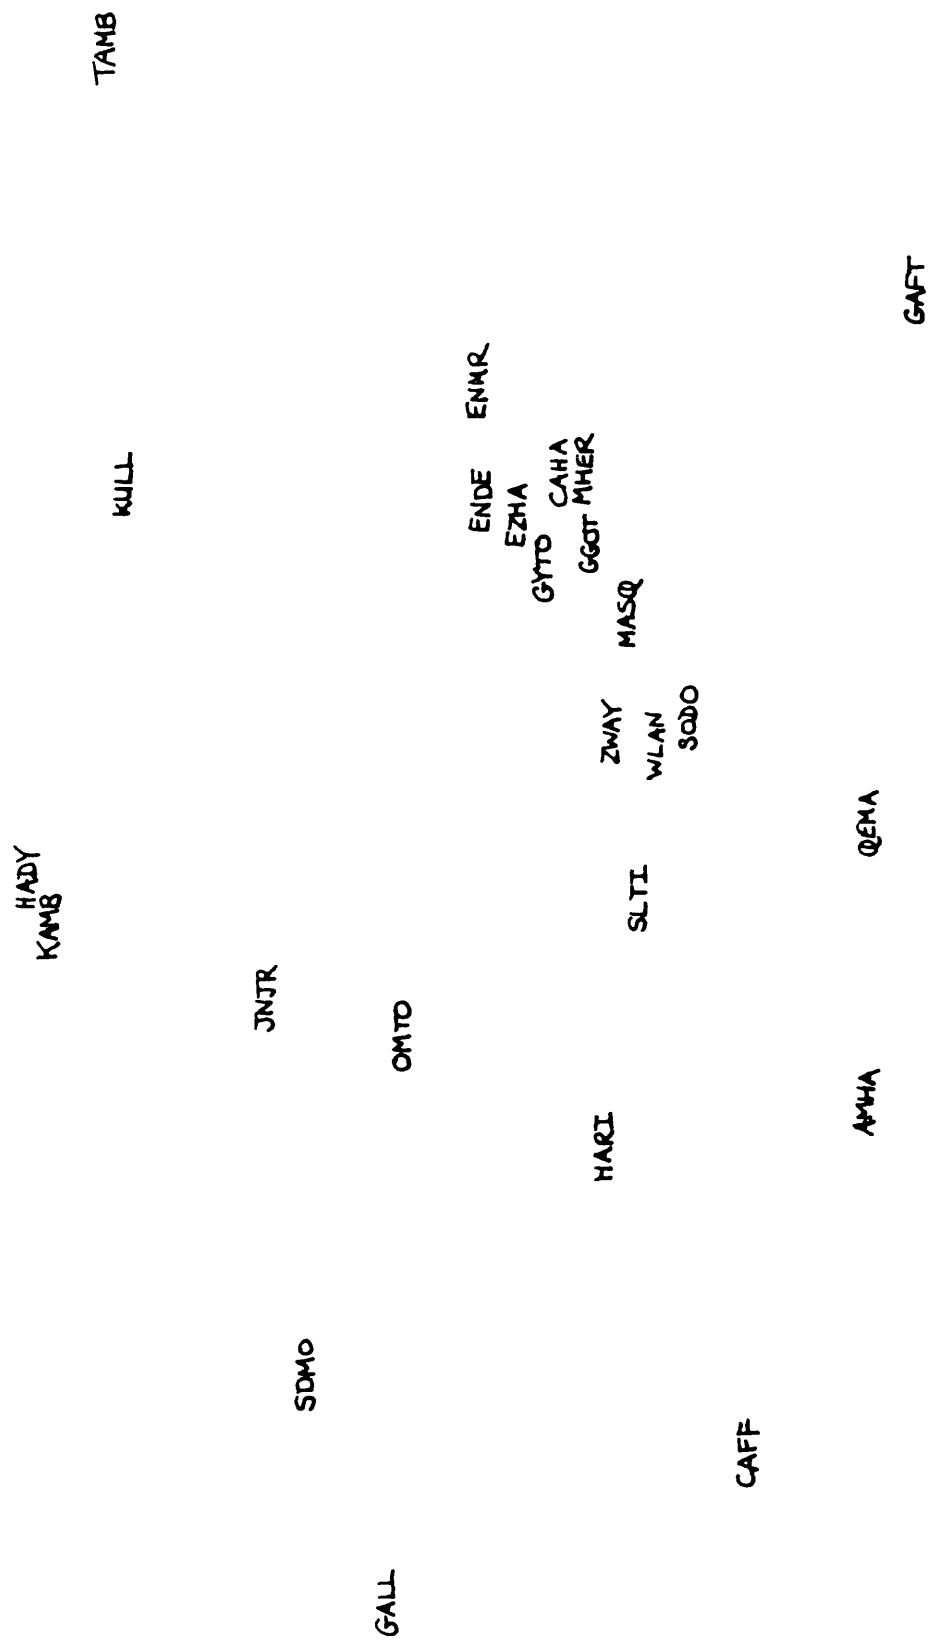 HADY
KAMB
TAMB
KULL
JNJR
SDMO
GALL
OMTO
ENDE
ENMR
EZHA
GYTO
CAHA
GGOT
MHER
HARI
ZWAY
MASQ
SLTI
WLAN
SODO
CAFF
AMHA
QEMA
GAFT